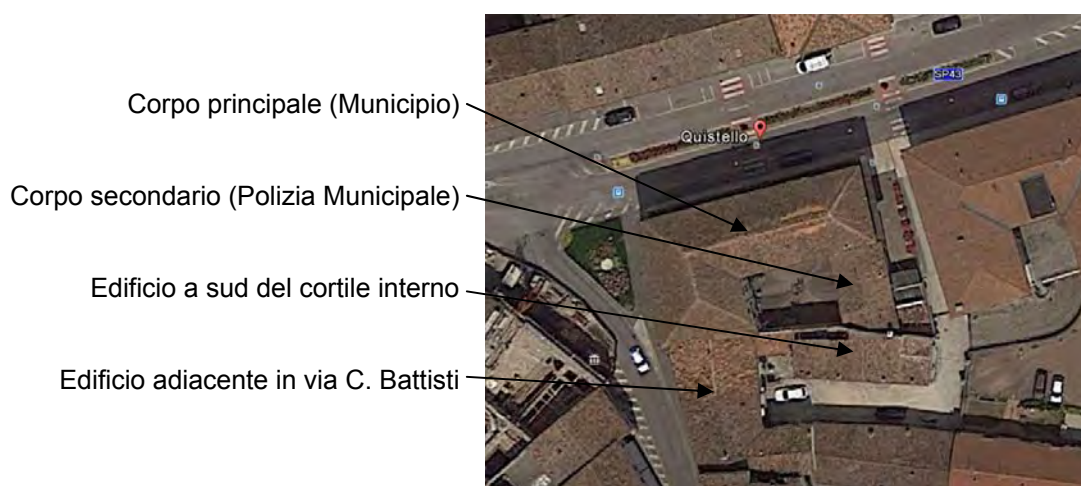 Corpo principale (Municipio)
SP43
Quistello
Corpo secondario (Polizia Municipale)
Edificio a sud del cortile interno
Edificio adiacente in via C. Battisti